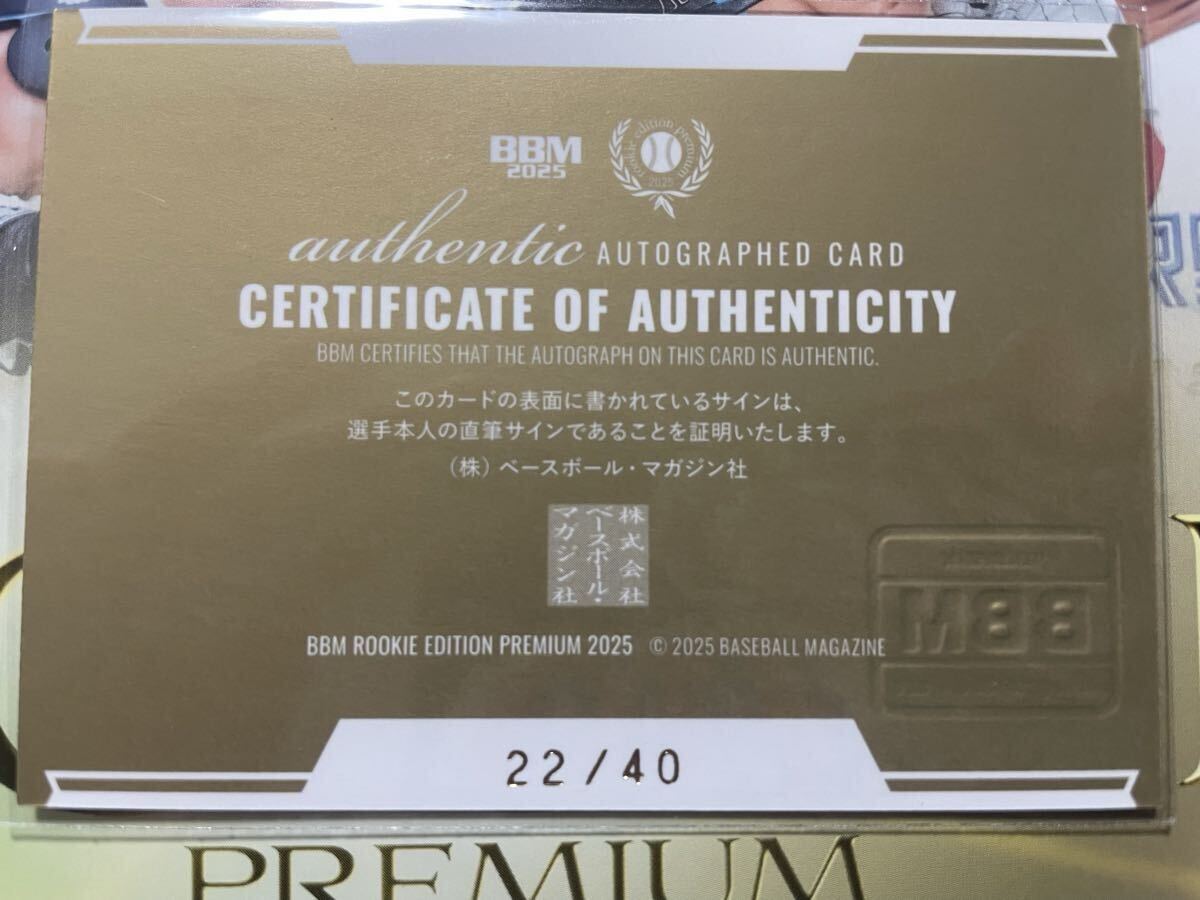 BBM
2025
rookie edition premium
2025
authentic AUTOGRAPHED CARD
CERTIFICATE OF AUTHENTICITY
BBM CERTIFIES THAT THE AUTOGRAPH ON THIS CARD IS AUTHENTIC.
このカードの表面に書かれているサインは、
選手本人の直筆サインであることを証明いたします。
（株）ベースボール・マガジン社
株式会社
ベースボール・
マガジン社
BBM ROOKIE EDITION PREMIUM 2025 © 2025 BASEBALL MAGAZINE
BBM
22/40
PREMIUM